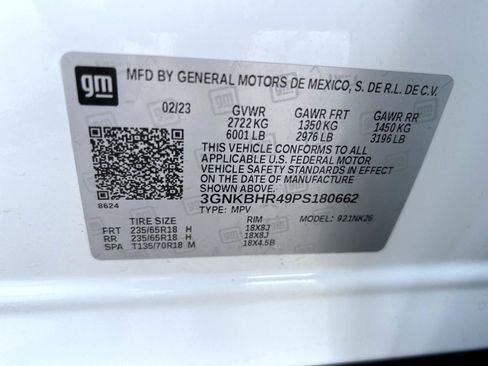 gm
MFD BY GENERAL MOTORS DE MEXICO, S. DE R.L. DE C.V.
02/23 GVWR GAWR FRT GAWR RR
2722 KG 1350 KG 1450 KG
6001 LB 2976 LB 3196 LB
THIS VEHICLE CONFORMS TO ALL
APPLICABLE U.S. FEDERAL MOTOR
VEHICLE SAFETY STANDARDS IN EFFECT
ON THE DATE OF MANUFACTURE
SHOWN ABOVE.
3GNKBHR49PS180662
8624 TYPE: MPV MODEL: 921NK26
TIRE SIZE RIM
FRT 235/65R18 H 18X8J
RR 235/65R18 H 18X8J
SPA T135/70R18 M 18X4.5B